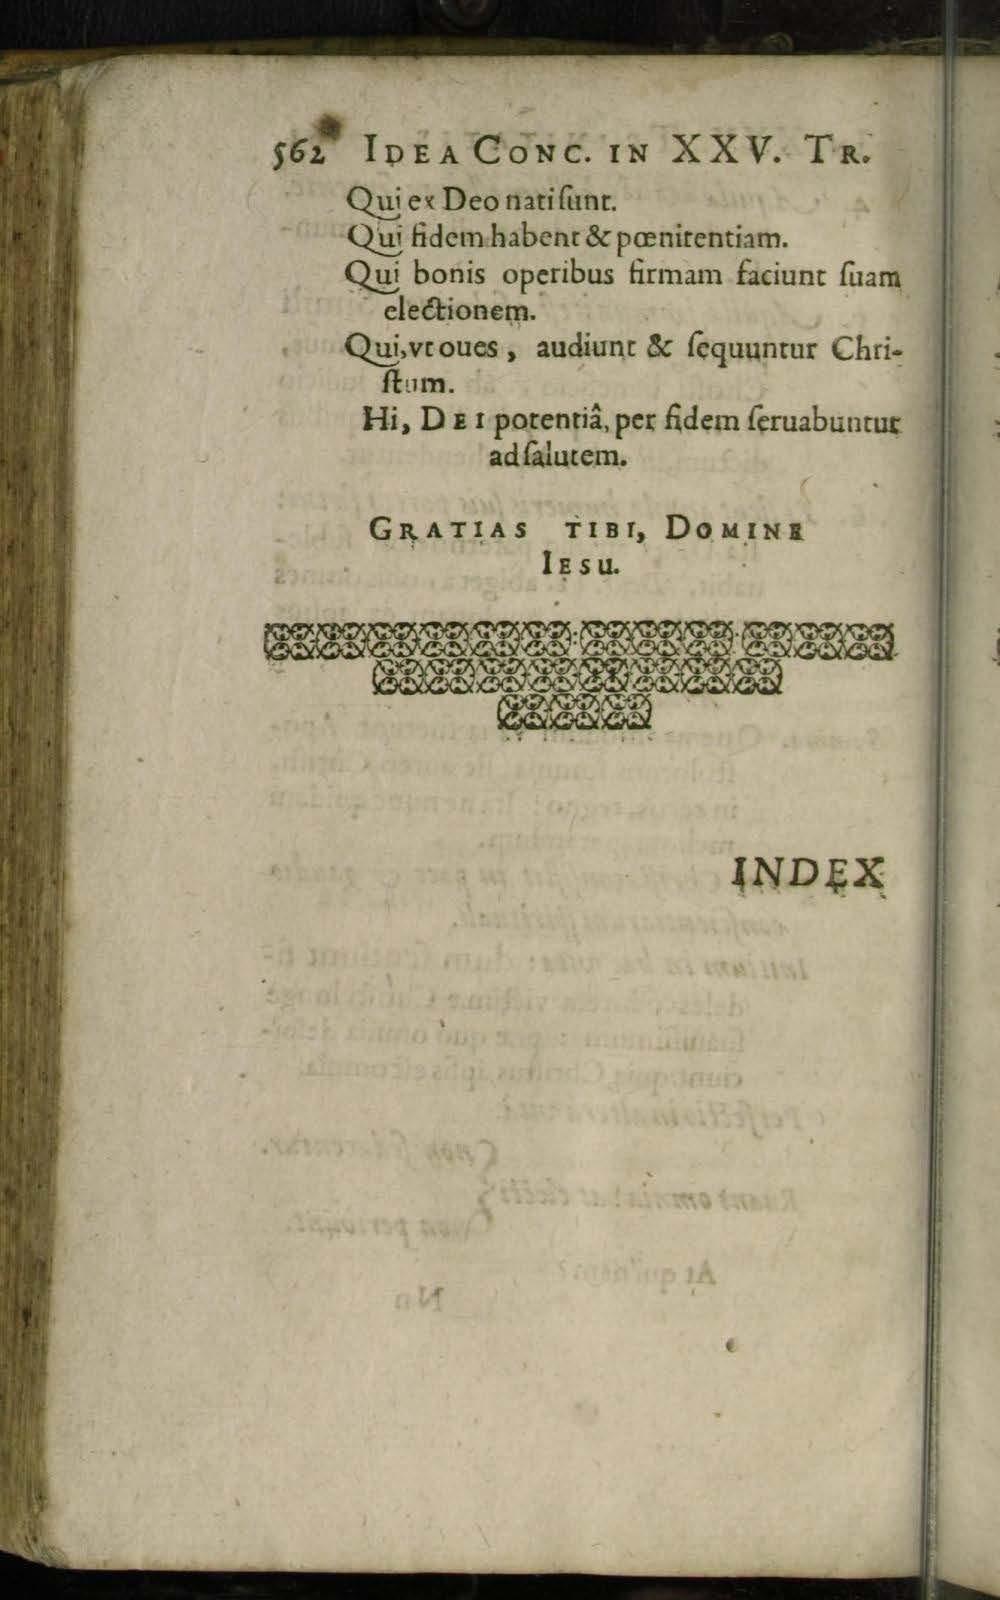 562 IDEA CONC. IN XXV. TR.
Qui ex Deo nati ſunt.
Qui fidem habent & pœnitentiam.
Qui bonis operibus firmam faciunt ſuam
electionem.
Qui, vt oues, audiunt & ſequuntur Chri-
ſtum.
Hi, DEI potentiâ, per fidem ſeruabuntur
ad ſalutem.
GRATIAS TIBI, DOMINE
IESU.
INDEX